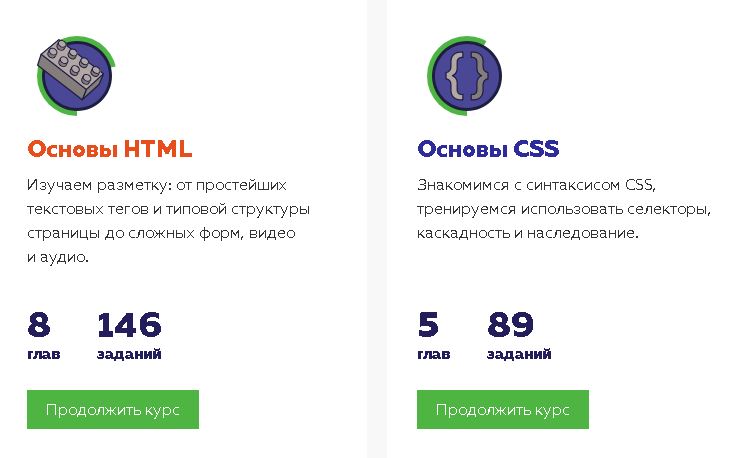 Основы HTML
Изучаем разметку: от простейших
текстовых тегов и типовой структуры
страницы до сложных форм, видео
и аудио.
8 146
глав заданий
Продолжить курс
Основы CSS
Знакомимся с синтаксисом CSS,
тренируемся использовать селекторы,
каскадность и наследование.
5 89
глав заданий
Продолжить курс